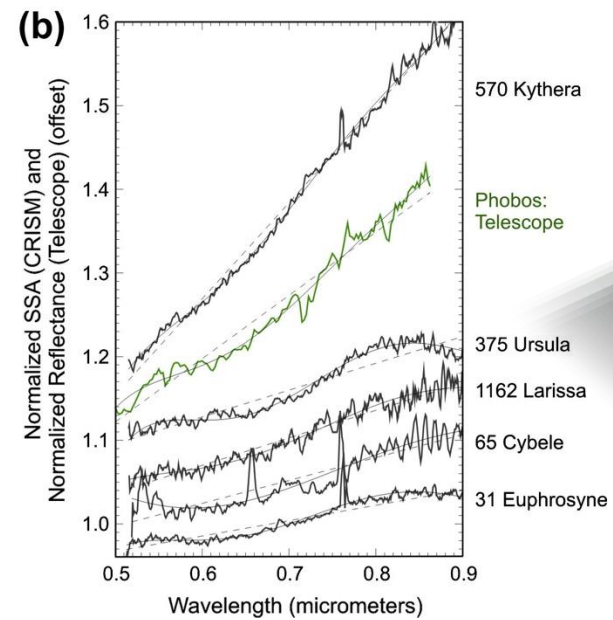 (b)
Normalized SSA (CRISM) and
Normalized Reflectance (Telescope) (offset)
1.6
1.5
1.4
1.3
1.2
1.1
1.0
0.5
0.6
0.7
0.8
0.9
Wavelength (micrometers)
570 Kythera
Phobos:
Telescope
375 Ursula
1162 Larissa
65 Cybele
31 Euphrosyne